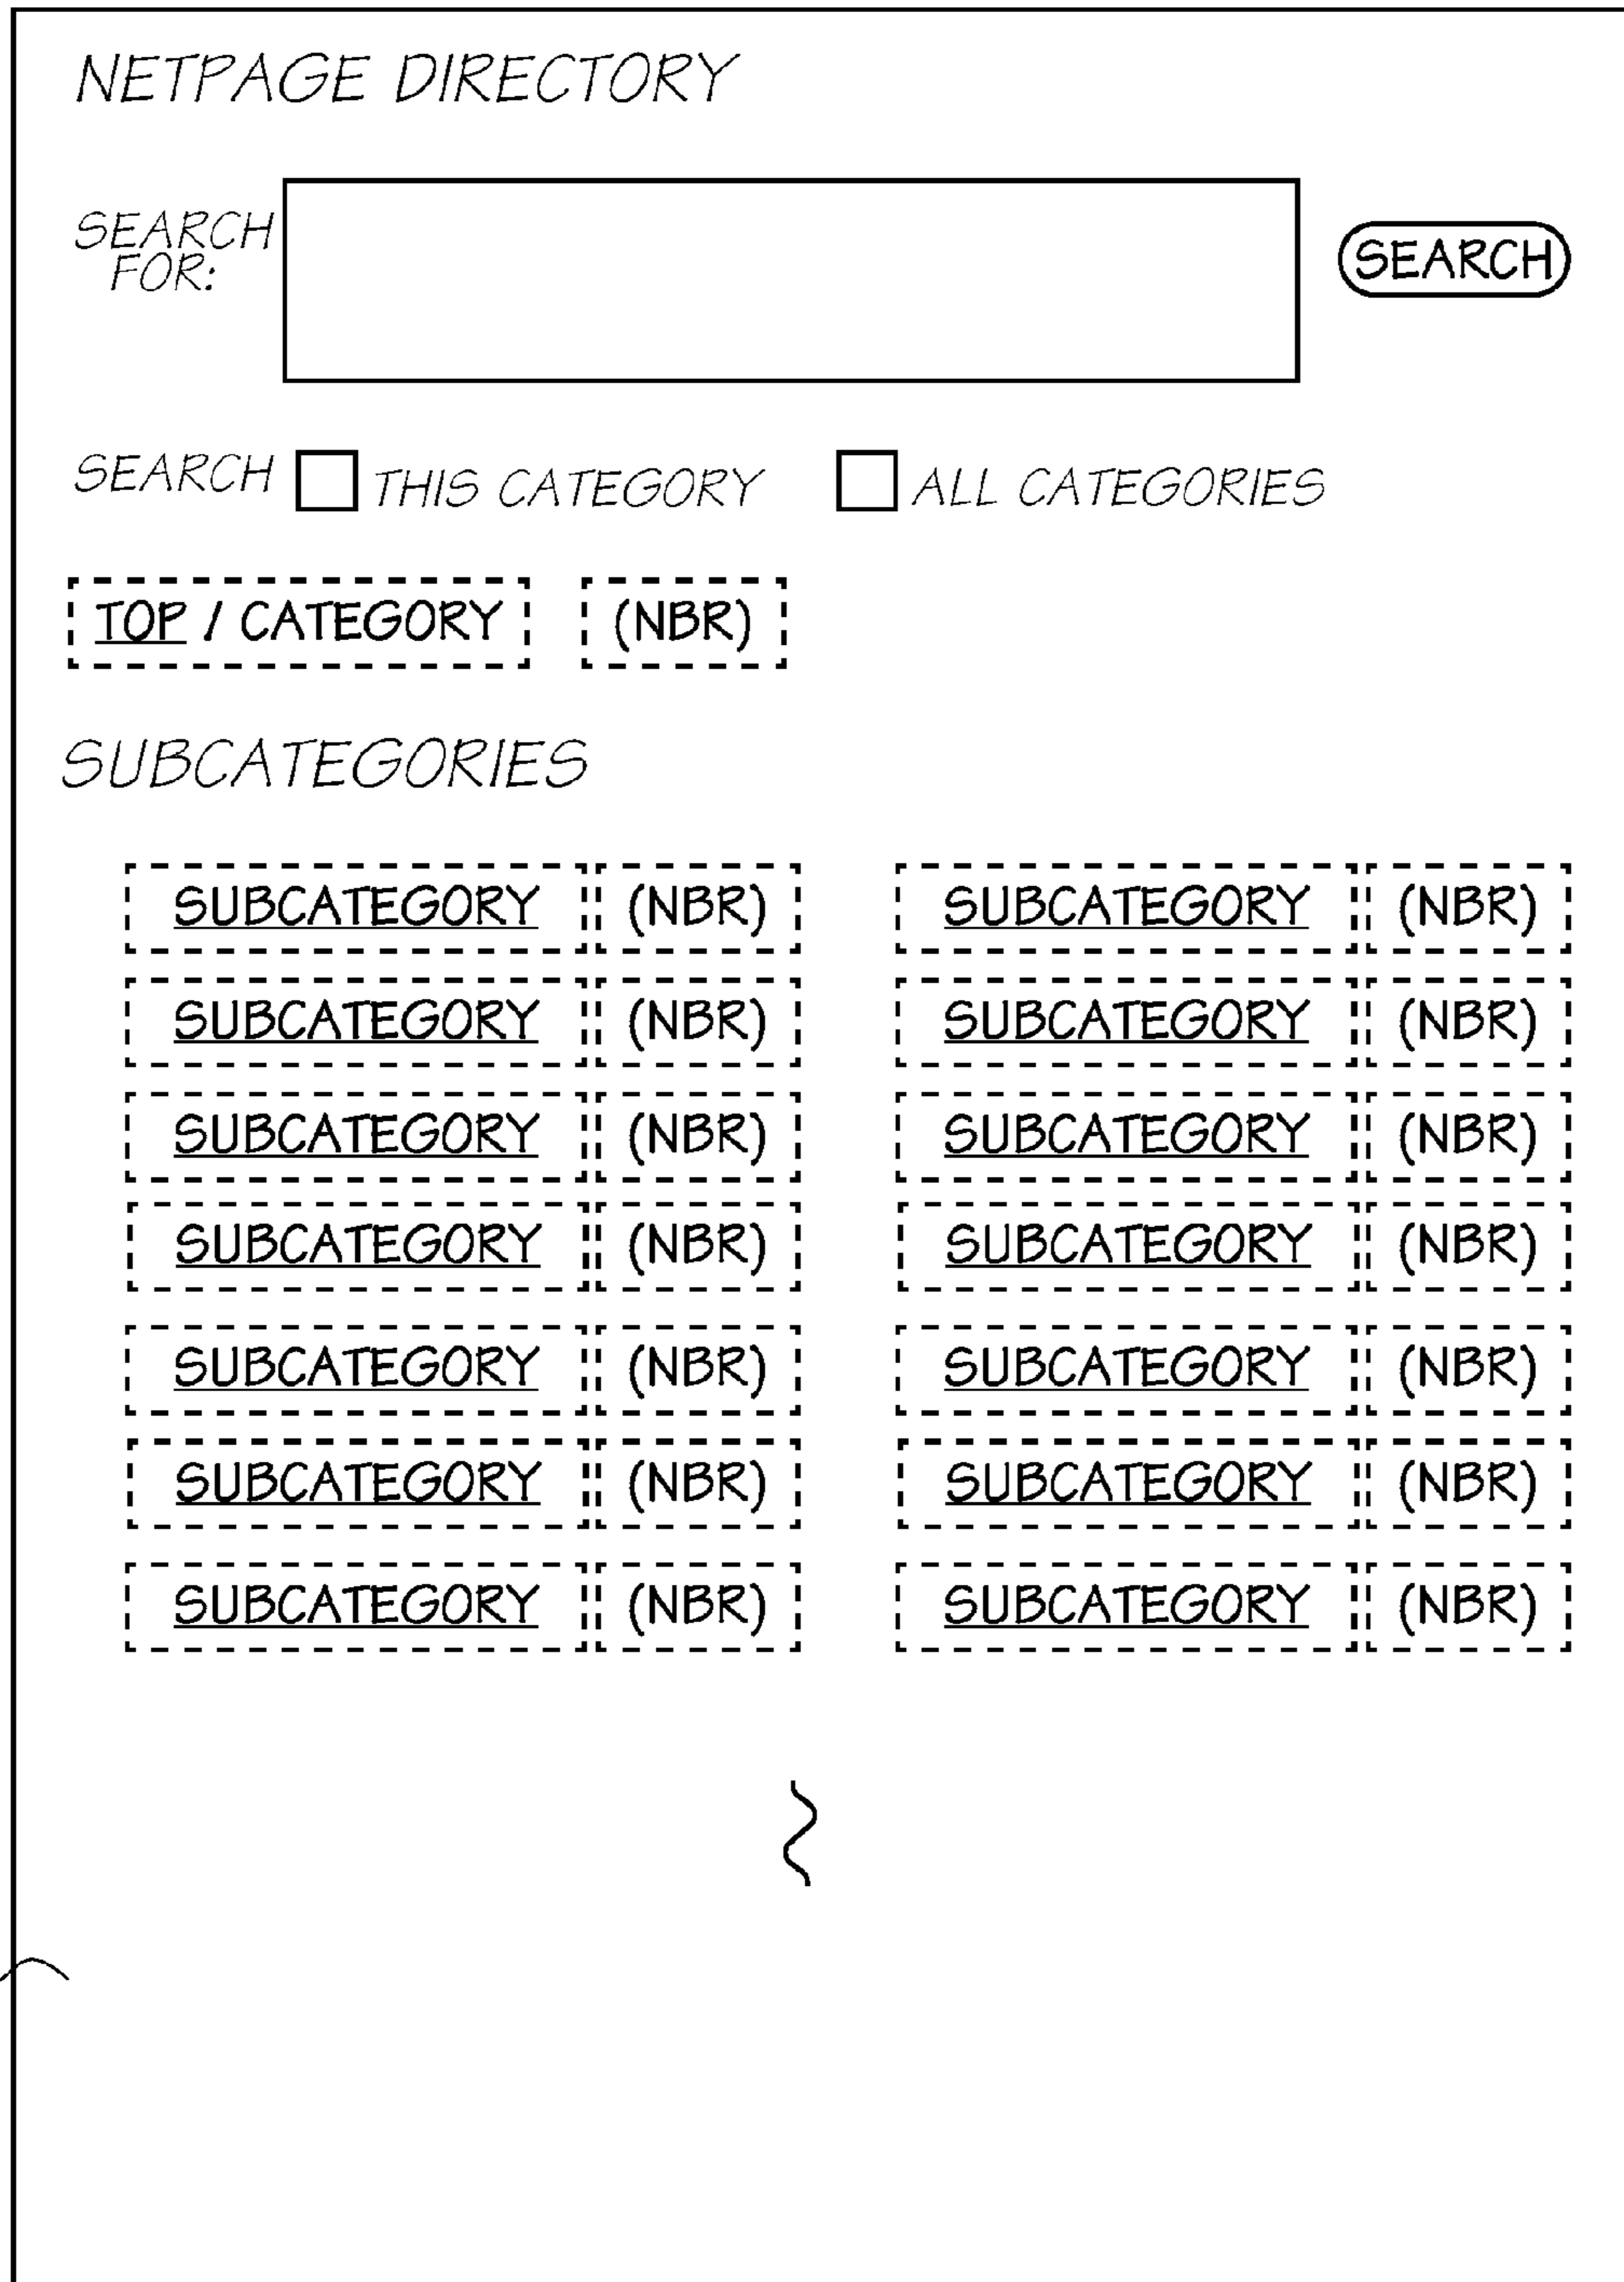 NETPAGE DIRECTORY
SEARCH
FOR:
SEARCH
SEARCH THIS CATEGORY ALL CATEGORIES
TOP / CATEGORY (NBR)
SUBCATEGORIES
SUBCATEGORY (NBR) SUBCATEGORY (NBR)
SUBCATEGORY (NBR) SUBCATEGORY (NBR)
SUBCATEGORY (NBR) SUBCATEGORY (NBR)
SUBCATEGORY (NBR) SUBCATEGORY (NBR)
SUBCATEGORY (NBR) SUBCATEGORY (NBR)
SUBCATEGORY (NBR) SUBCATEGORY (NBR)
SUBCATEGORY (NBR) SUBCATEGORY (NBR)